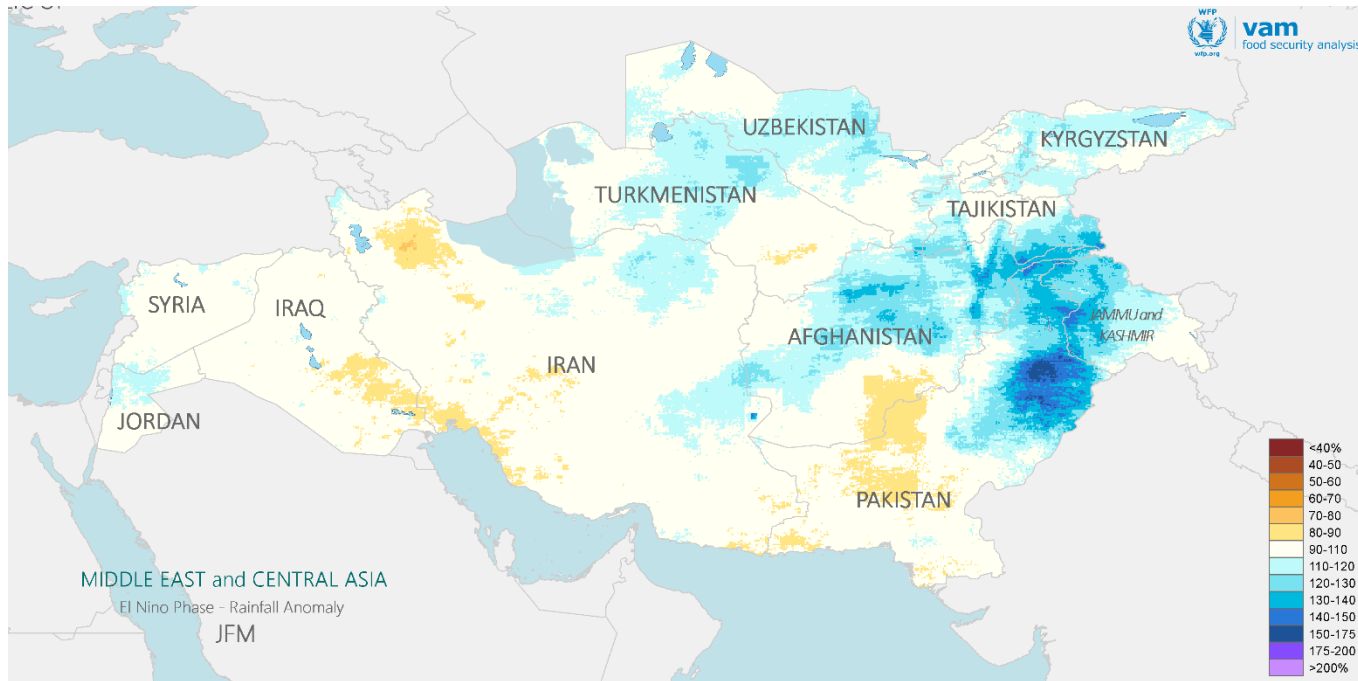 WFP
wfp.org
vam
food security analysis
UZBEKISTAN
KYRGYZSTAN
TURKMENISTAN
TAJIKISTAN
SYRIA
IRAQ
JAMMU and
KASHMIR
AFGHANISTAN
IRAN
JORDAN
PAKISTAN
MIDDLE EAST and CENTRAL ASIA
El Nino Phase - Rainfall Anomaly
JFM
<40%
40-50
50-60
60-70
70-80
80-90
90-110
110-120
120-130
130-140
140-150
150-175
175-200
>200%